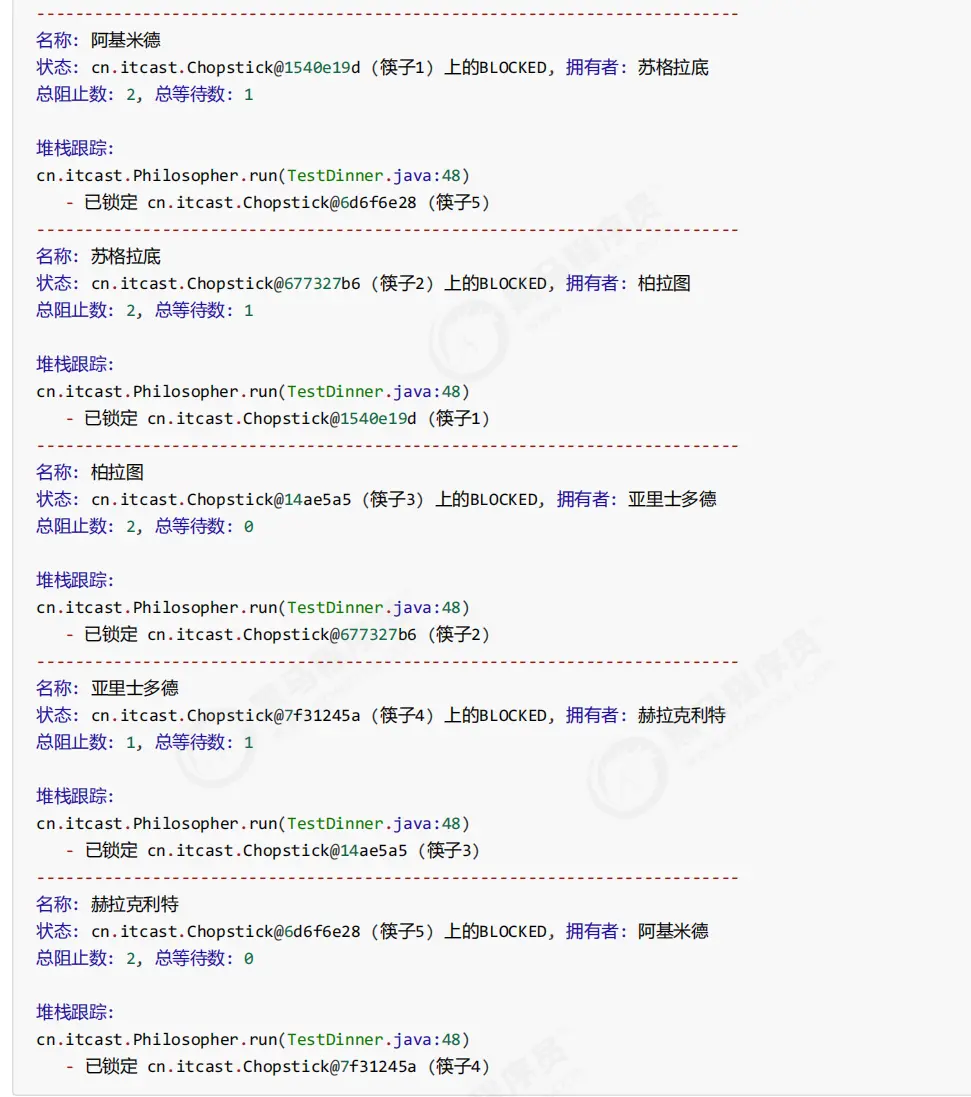 -------------------------------------------------------------------------
名称: 阿基米德
状态: cn.itcast.Chopstick@1540e19d (筷子1) 上的BLOCKED, 拥有者: 苏格拉底
总阻止数: 2, 总等待数: 1
堆栈跟踪:
cn.itcast.Philosopher.run(TestDinner.java:48)
- 已锁定 cn.itcast.Chopstick@6d6f6e28 (筷子5)
-------------------------------------------------------------------------
名称: 苏格拉底
状态: cn.itcast.Chopstick@677327b6 (筷子2) 上的BLOCKED, 拥有者: 柏拉图
总阻止数: 2, 总等待数: 1
堆栈跟踪:
cn.itcast.Philosopher.run(TestDinner.java:48)
- 已锁定 cn.itcast.Chopstick@1540e19d (筷子1)
-------------------------------------------------------------------------
名称: 柏拉图
状态: cn.itcast.Chopstick@14ae5a5 (筷子3) 上的BLOCKED, 拥有者: 亚里士多德
总阻止数: 2, 总等待数: 0
堆栈跟踪:
cn.itcast.Philosopher.run(TestDinner.java:48)
- 已锁定 cn.itcast.Chopstick@677327b6 (筷子2)
-------------------------------------------------------------------------
名称: 亚里士多德
状态: cn.itcast.Chopstick@7f31245a (筷子4) 上的BLOCKED, 拥有者: 赫拉克利特
总阻止数: 1, 总等待数: 1
堆栈跟踪:
cn.itcast.Philosopher.run(TestDinner.java:48)
- 已锁定 cn.itcast.Chopstick@14ae5a5 (筷子3)
-------------------------------------------------------------------------
名称: 赫拉克利特
状态: cn.itcast.Chopstick@6d6f6e28 (筷子5) 上的BLOCKED, 拥有者: 阿基米德
总阻止数: 2, 总等待数: 0
堆栈跟踪:
cn.itcast.Philosopher.run(TestDinner.java:48)
- 已锁定 cn.itcast.Chopstick@7f31245a (筷子4)